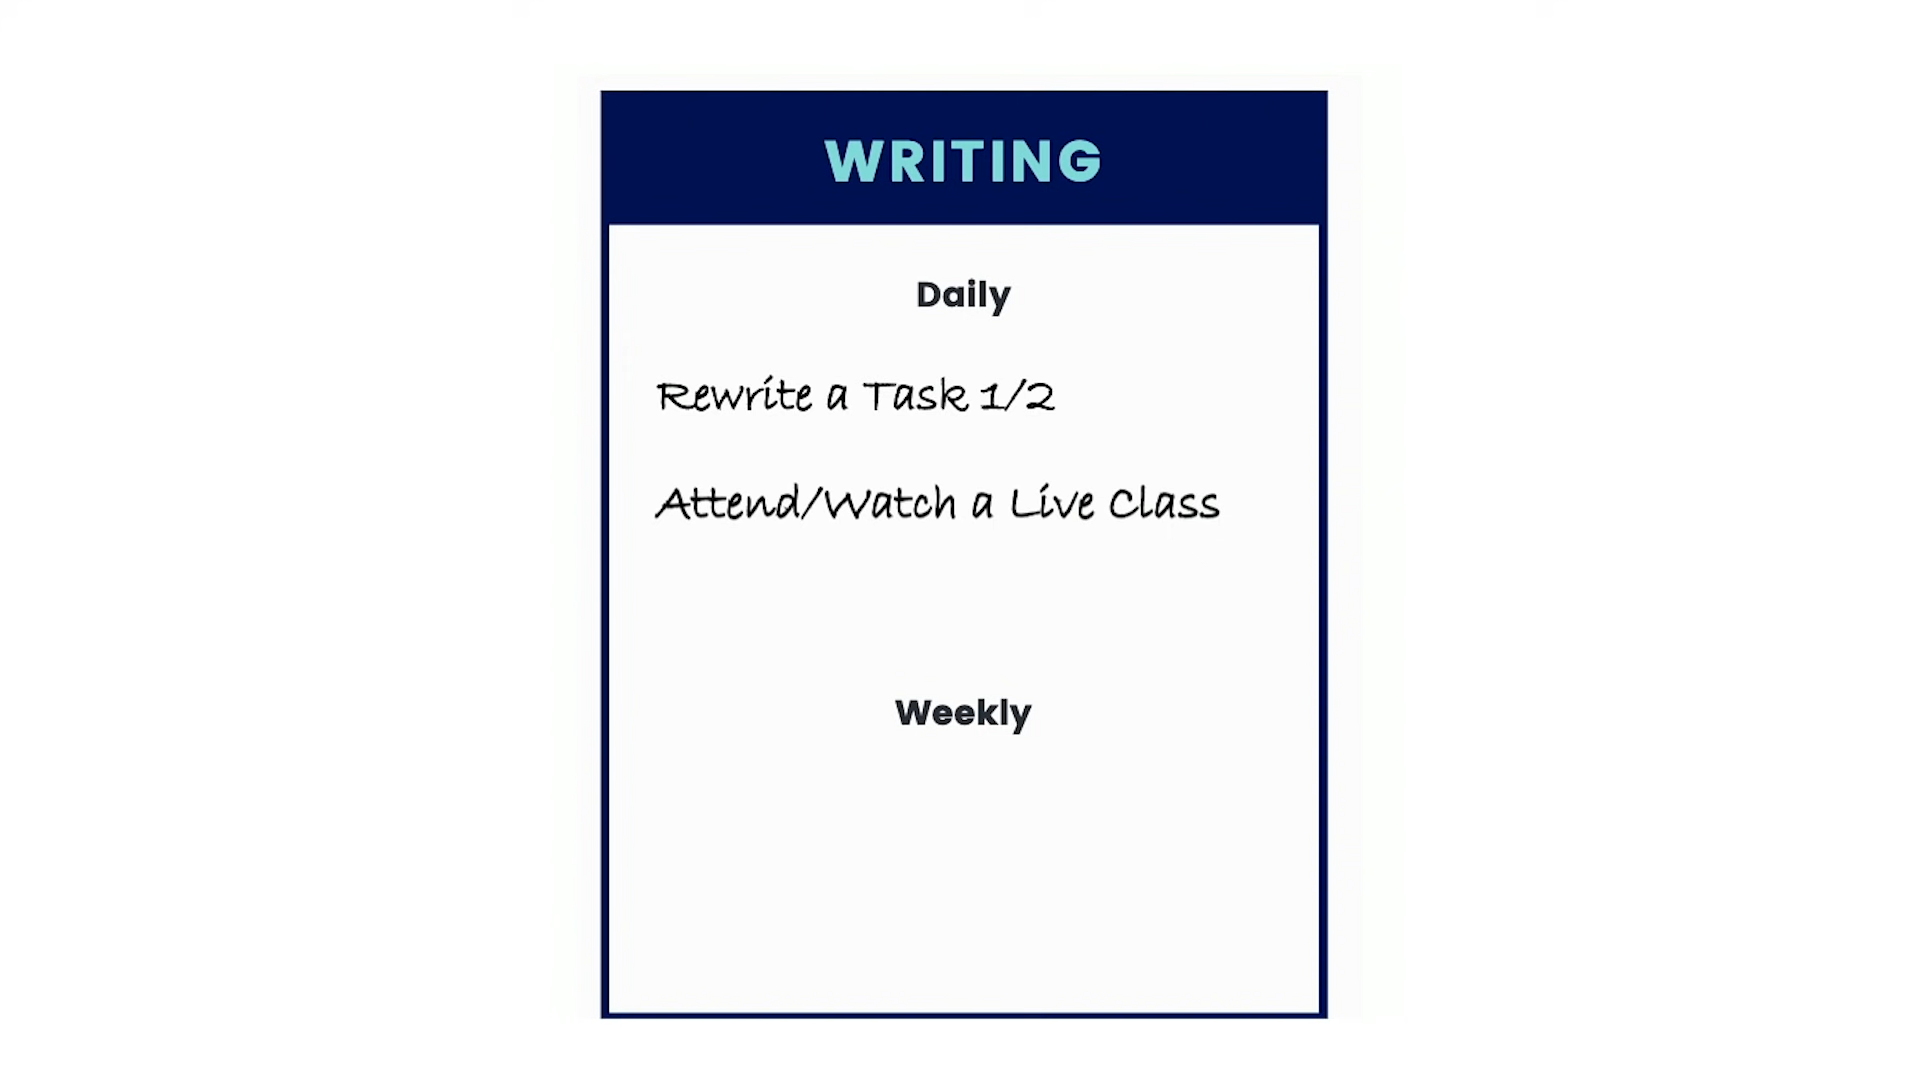 WRITING
Daily
Rewrite a Task 1/2
Attend/Watch a Live Class
Weekly